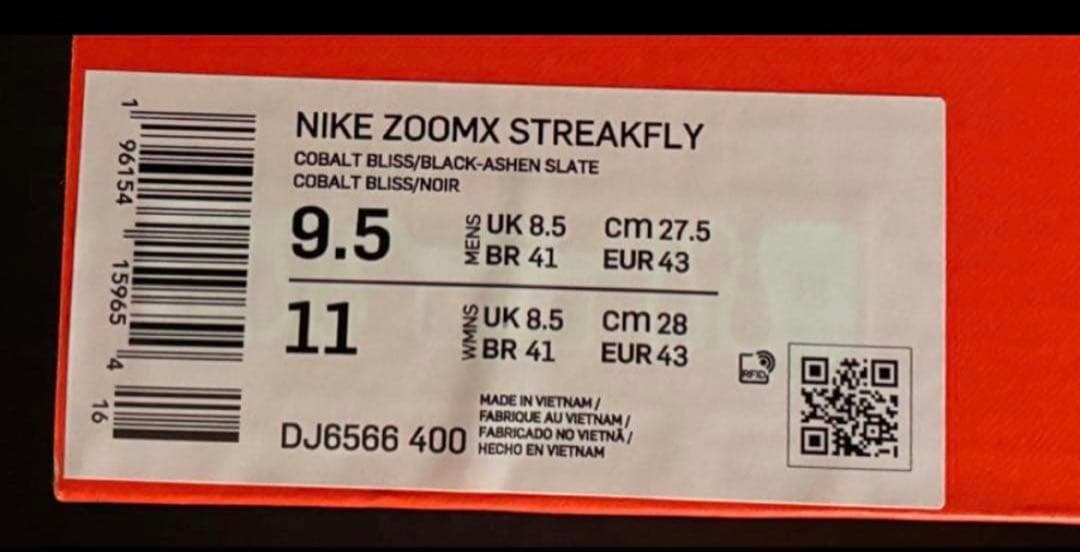 NIKE ZOOMX STREAKFLY
COBALT BLISS/BLACK-ASHEN SLATE
COBALT BLISS/NOIR
9.5 MENS UK 8.5 cm 27.5
BR 41 EUR 43
11 WMNS UK 8.5 cm 28
BR 41 EUR 43
RFID
MADE IN VIETNAM /
FABRIQUE AU VIETNAM /
FABRICADO NO VIETNÃ /
HECHO EN VIETNAM
DJ6566 400
1 96154 15965 4 16